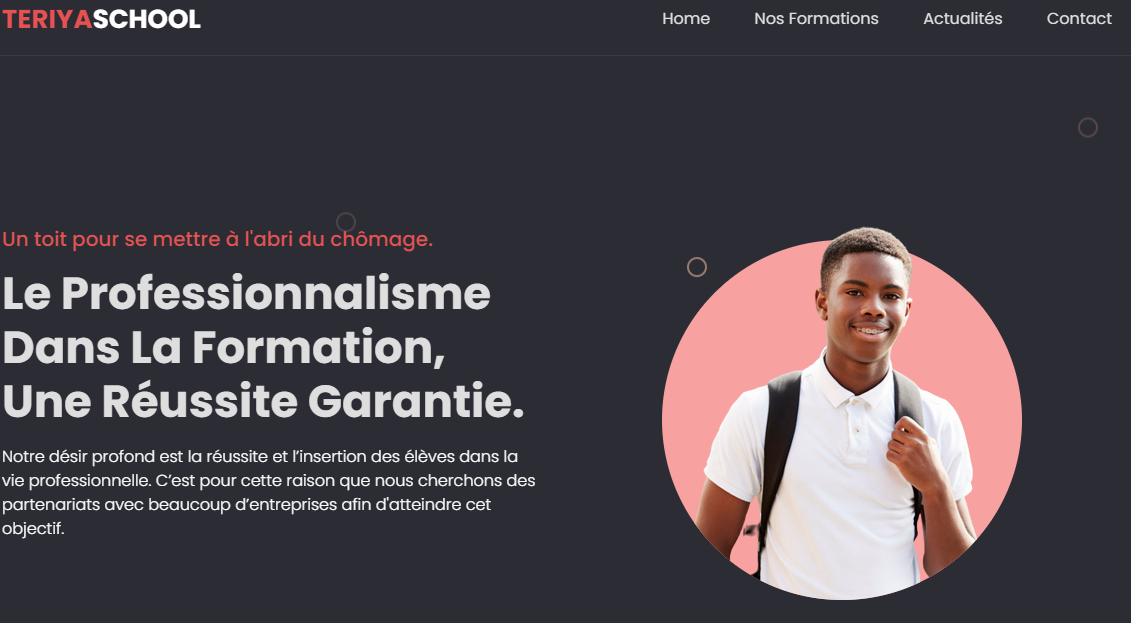 TERIYASCHOOL
Home Nos Formations Actualités Contact
Un toit pour se mettre à l'abri du chômage.
Le Professionnalisme
Dans La Formation,
Une Réussite Garantie.
Notre désir profond est la réussite et l’insertion des élèves dans la
vie professionnelle. C’est pour cette raison que nous cherchons des
partenariats avec beaucoup d’entreprises afin d'atteindre cet
objectif.